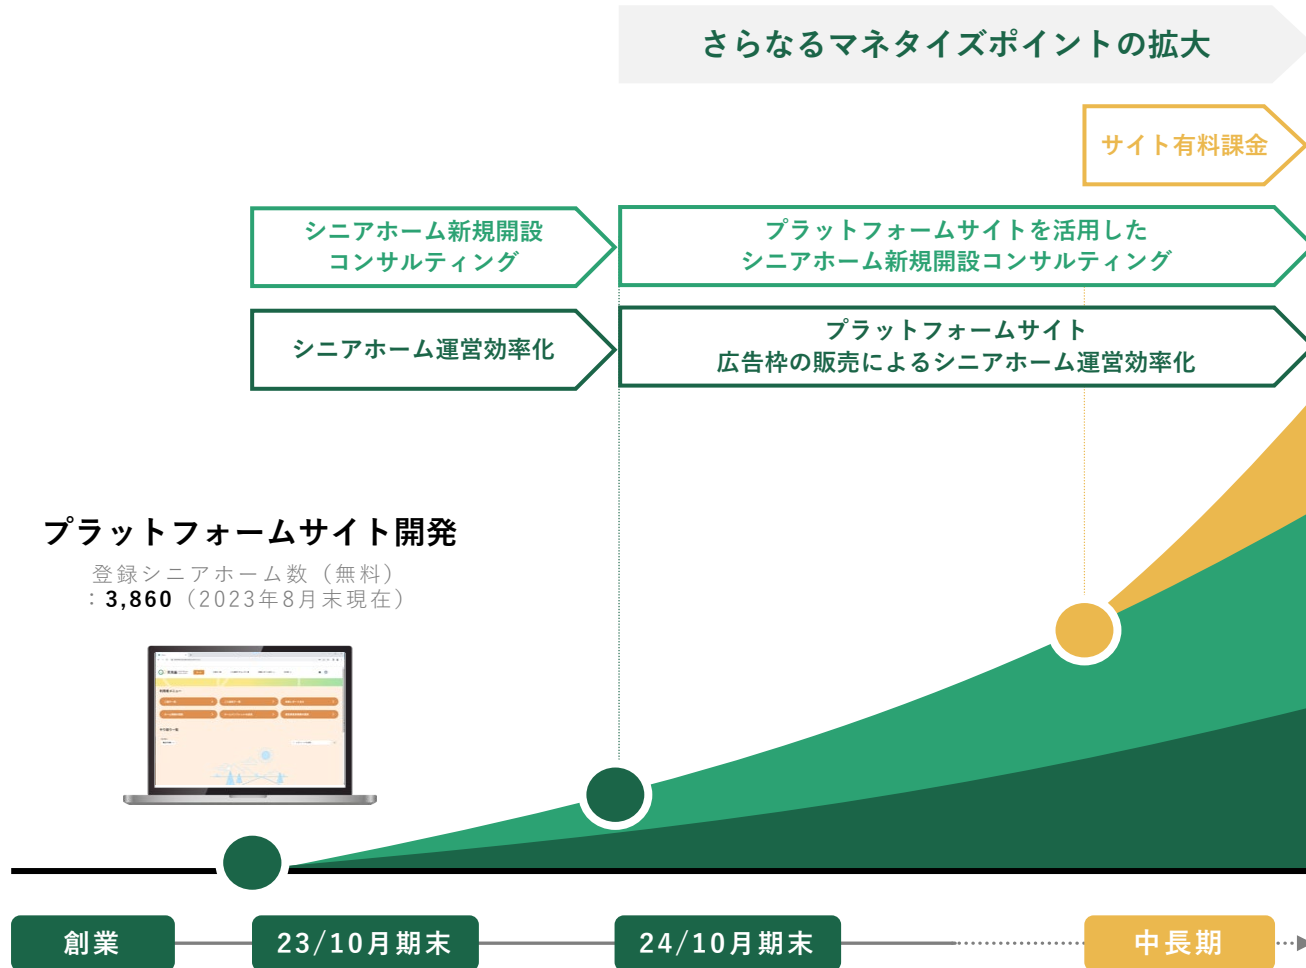 さらなるマネタイズポイントの拡大
サイト有料課金
シニアホーム新規開設
コンサルティング
プラットフォームサイトを活用した
シニアホーム新規開設コンサルティング
シニアホーム運営効率化
プラットフォームサイト
広告枠の販売によるシニアホーム運営効率化
プラットフォームサイト開発
登録シニアホーム数（無料）
：3,860（2023年8月末現在）
創業
23/10月期末
24/10月期末
中長期